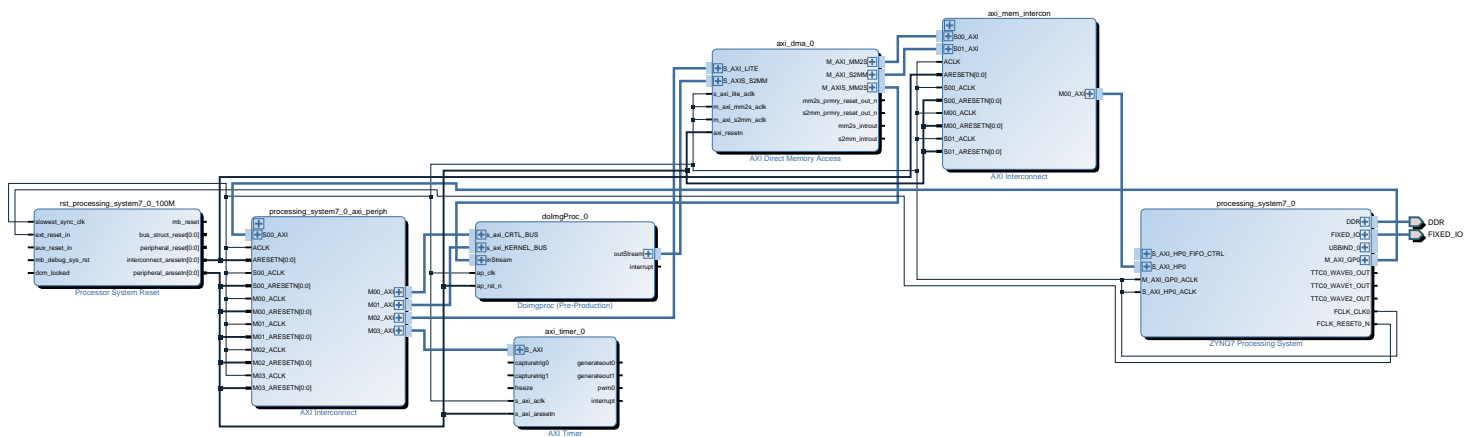 rst_processing_system7_0_100M
slowest_sync_clk
ext_reset_in
aux_reset_in
mb_debug_sys_rst
dcm_locked
mb_reset
bus_struct_reset[0:0]
peripheral_reset[0:0]
interconnect_aresetn[0:0]
peripheral_aresetn[0:0]
Processor System Reset
processing_system7_0_axi_periph
S00_AXI
ACLK
ARESETN[0:0]
S00_ACLK
S00_ARESETN[0:0]
M00_ACLK
M00_ARESETN[0:0]
M01_ACLK
M01_ARESETN[0:0]
M02_ACLK
M02_ARESETN[0:0]
M03_ACLK
M03_ARESETN[0:0]
M00_AXI
M01_AXI
M02_AXI
M03_AXI
AXI Interconnect
doImgProc_0
s_axi_CRTL_BUS
s_axi_KERNEL_BUS
inStream
ap_clk
ap_rst_n
outStream
interrupt
Doimgproc (Pre-Production)
axi_timer_0
S_AXI
capturetrig0
capturetrig1
freeze
s_axi_aclk
s_axi_aresetn
generateout0
generateout1
pwm0
interrupt
AXI Timer
axi_dma_0
S_AXI_LITE
S_AXIS_S2MM
s_axi_lite_aclk
m_axi_mm2s_aclk
m_axi_s2mm_aclk
axi_resetn
M_AXI_MM2S
M_AXI_S2MM
M_AXIS_MM2S
mm2s_prmry_reset_out_n
s2mm_prmry_reset_out_n
mm2s_introut
s2mm_introut
AXI Direct Memory Access
axi_mem_intercon
S00_AXI
S01_AXI
ACLK
ARESETN[0:0]
S00_ACLK
S00_ARESETN[0:0]
M00_ACLK
M00_ARESETN[0:0]
S01_ACLK
S01_ARESETN[0:0]
M00_AXI
AXI Interconnect
processing_system7_0
S_AXI_HP0_FIFO_CTRL
S_AXI_HP0
M_AXI_GP0_ACLK
S_AXI_HP0_ACLK
DDR
FIXED_IO
USBIND_0
M_AXI_GP0
TTC0_WAVE0_OUT
TTC0_WAVE1_OUT
TTC0_WAVE2_OUT
FCLK_CLK0
FCLK_RESET0_N
ZYNQ7 Processing System
DDR
FIXED_IO